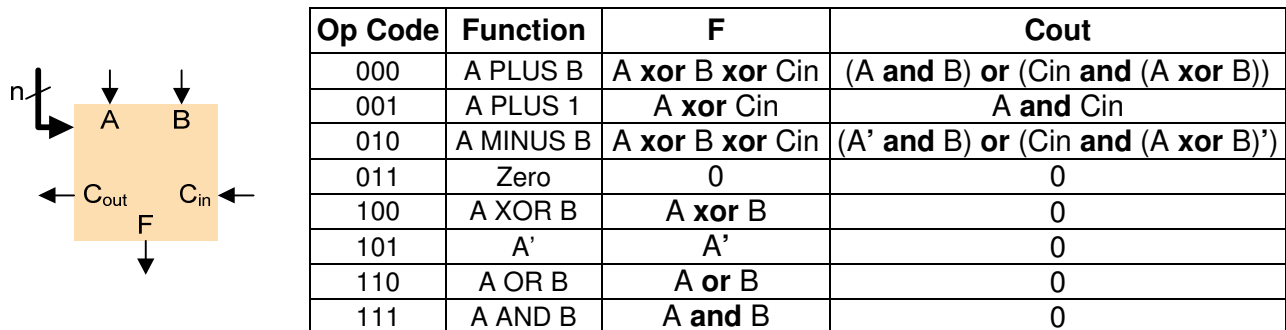 n
A B
Cout Cin
F
Op Code Function F Cout
000 A PLUS B A xor B xor Cin (A and B) or (Cin and (A xor B))
001 A PLUS 1 A xor Cin A and Cin
010 A MINUS B A xor B xor Cin (A' and B) or (Cin and (A xor B)')
011 Zero 0 0
100 A XOR B A xor B 0
101 A' A' 0
110 A OR B A or B 0
111 A AND B A and B 0